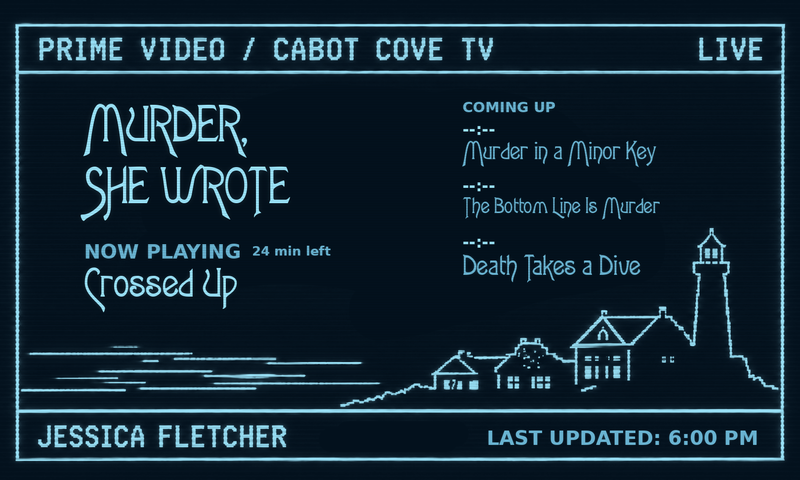 PRIME VIDEO / CABOT COVE TV
LIVE
MURDER,
SHE WROTE
NOW PLAYING 24 min left
Crossed Up
COMING UP
--:--
Murder in a Minor Key
--:--
The Bottom Line Is Murder
--:--
Death Takes a Dive
JESSICA FLETCHER
LAST UPDATED: 6:00 PM